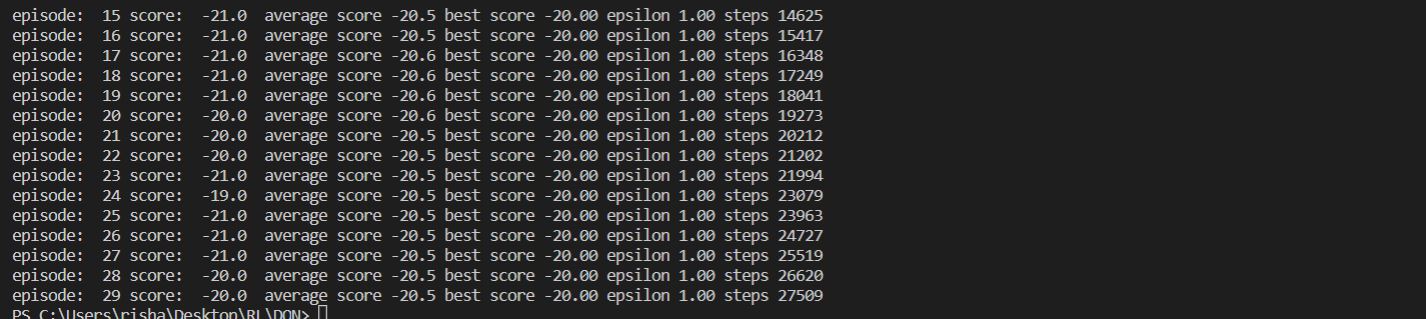 episode:  15 score:  -21.0  average score -20.5 best score -20.00 epsilon 1.00 steps 14625
episode:  16 score:  -21.0  average score -20.5 best score -20.00 epsilon 1.00 steps 15417
episode:  17 score:  -21.0  average score -20.6 best score -20.00 epsilon 1.00 steps 16348
episode:  18 score:  -21.0  average score -20.6 best score -20.00 epsilon 1.00 steps 17249
episode:  19 score:  -21.0  average score -20.6 best score -20.00 epsilon 1.00 steps 18041
episode:  20 score:  -20.0  average score -20.6 best score -20.00 epsilon 1.00 steps 19273
episode:  21 score:  -20.0  average score -20.5 best score -20.00 epsilon 1.00 steps 20212
episode:  22 score:  -20.0  average score -20.5 best score -20.00 epsilon 1.00 steps 21202
episode:  23 score:  -21.0  average score -20.5 best score -20.00 epsilon 1.00 steps 21994
episode:  24 score:  -19.0  average score -20.5 best score -20.00 epsilon 1.00 steps 23079
episode:  25 score:  -21.0  average score -20.5 best score -20.00 epsilon 1.00 steps 23963
episode:  26 score:  -21.0  average score -20.5 best score -20.00 epsilon 1.00 steps 24727
episode:  27 score:  -21.0  average score -20.5 best score -20.00 epsilon 1.00 steps 25519
episode:  28 score:  -20.0  average score -20.5 best score -20.00 epsilon 1.00 steps 26620
episode:  29 score:  -20.0  average score -20.5 best score -20.00 epsilon 1.00 steps 27509
PS C:\Users\risha\Desktop\RL\DQN>